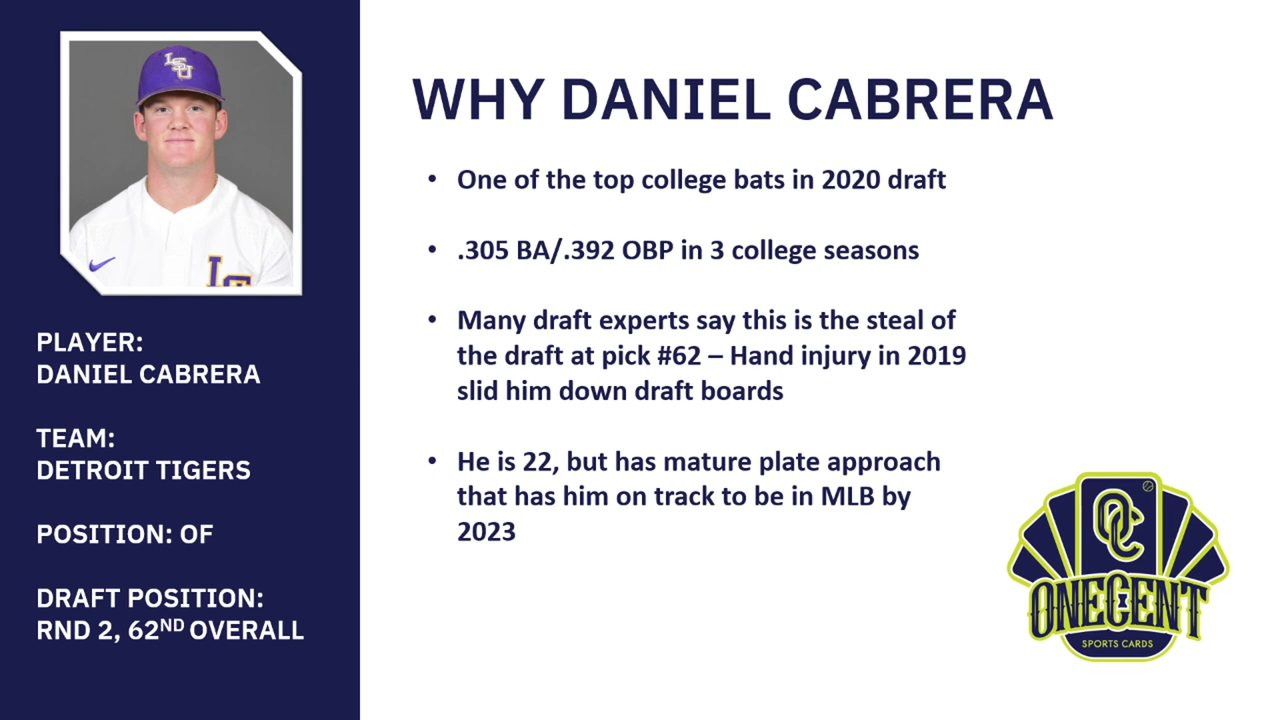 LSU
LS
PLAYER:
DANIEL CABRERA
TEAM:
DETROIT TIGERS
POSITION: OF
DRAFT POSITION:
RND 2, 62ND OVERALL
WHY DANIEL CABRERA
• One of the top college bats in 2020 draft
• .305 BA/.392 OBP in 3 college seasons
• Many draft experts say this is the steal of
the draft at pick #62 – Hand injury in 2019
slid him down draft boards
• He is 22, but has mature plate approach
that has him on track to be in MLB by
2023
OC
ONECENT
SPORTS CARDS